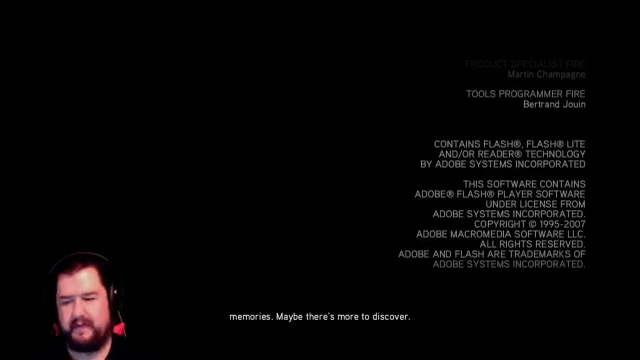 PRODUCT SPECIALIST FIRE
Martin Champagne
TOOLS PROGRAMMER FIRE
Bertrand Jouin
CONTAINS FLASH®, FLASH® LITE
AND/OR READER® TECHNOLOGY
BY ADOBE SYSTEMS INCORPORATED
THIS SOFTWARE CONTAINS
ADOBE® FLASH® PLAYER SOFTWARE
UNDER LICENSE FROM
ADOBE SYSTEMS INCORPORATED.
COPYRIGHT © 1995-2007
ADOBE MACROMEDIA SOFTWARE LLC.
ALL RIGHTS RESERVED.
ADOBE AND FLASH ARE TRADEMARKS OF
ADOBE SYSTEMS INCORPORATED.
memories. Maybe there's more to discover.